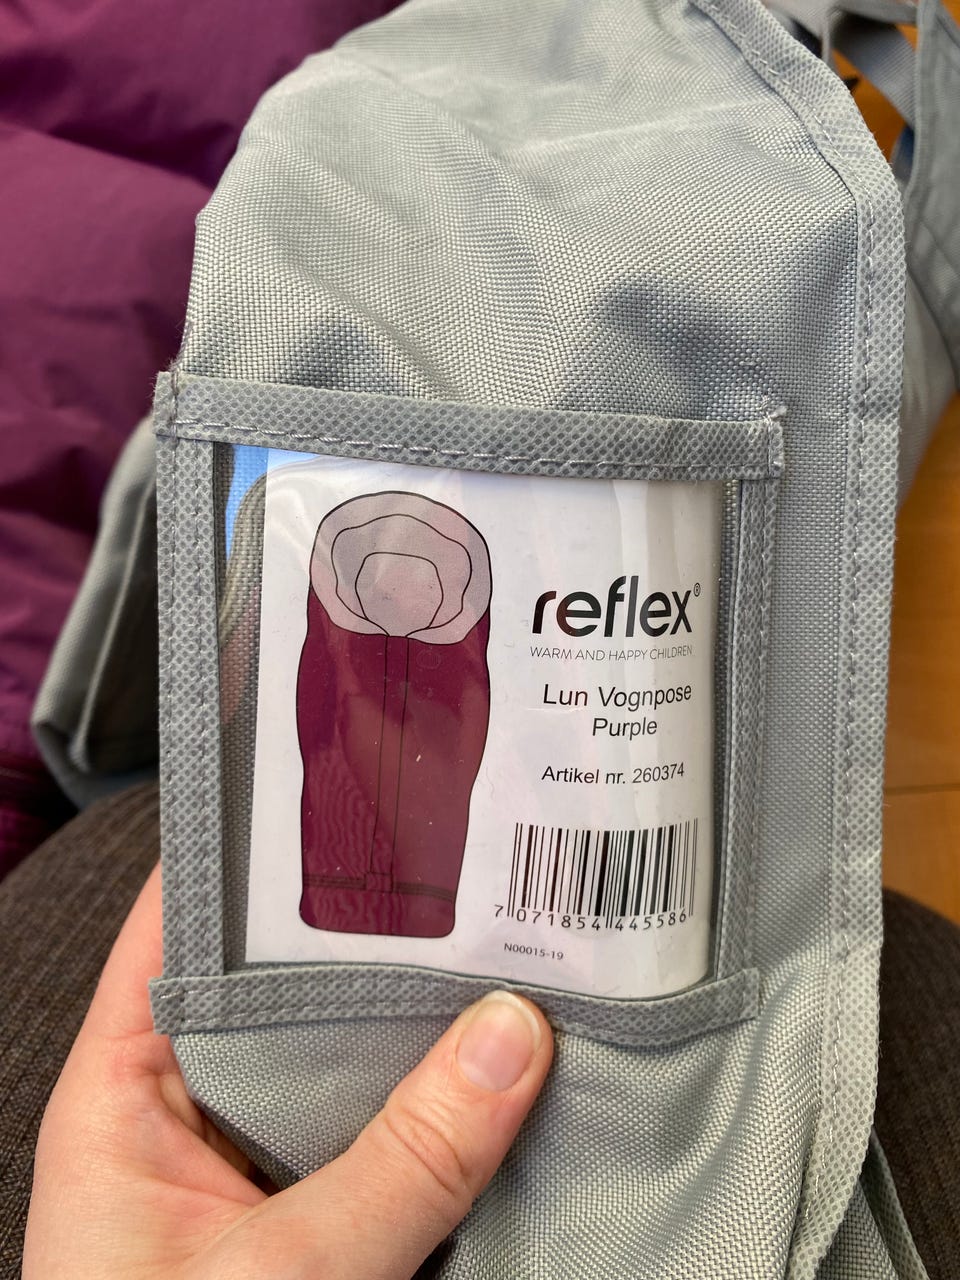 reflex®
WARM AND HAPPY CHILDREN
Lun Vognpose
Purple
Artikel nr. 260374
7 071854 445586
N00015-19